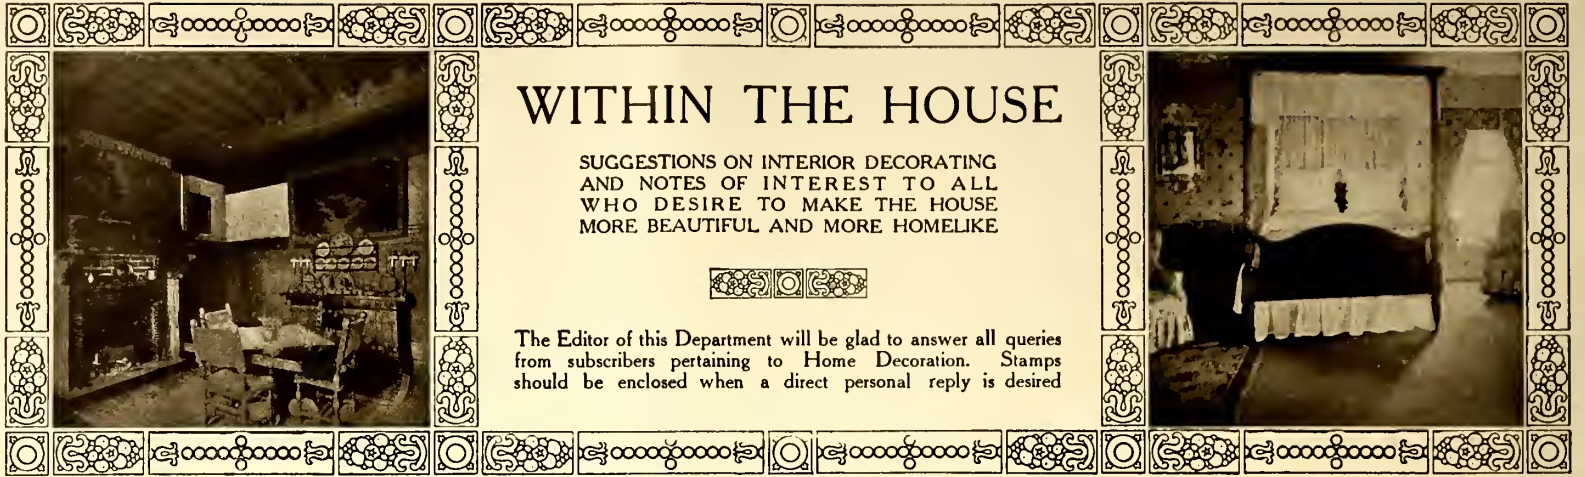 WITHIN THE HOUSE
SUGGESTIONS ON INTERIOR DECORATING
AND NOTES OF INTEREST TO ALL
WHO DESIRE TO MAKE THE HOUSE
MORE BEAUTIFUL AND MORE HOMELIKE
The Editor of this Department will be glad to answer all queries
from subscribers pertaining to Home Decoration. Stamps
should be enclosed when a direct personal reply is desired